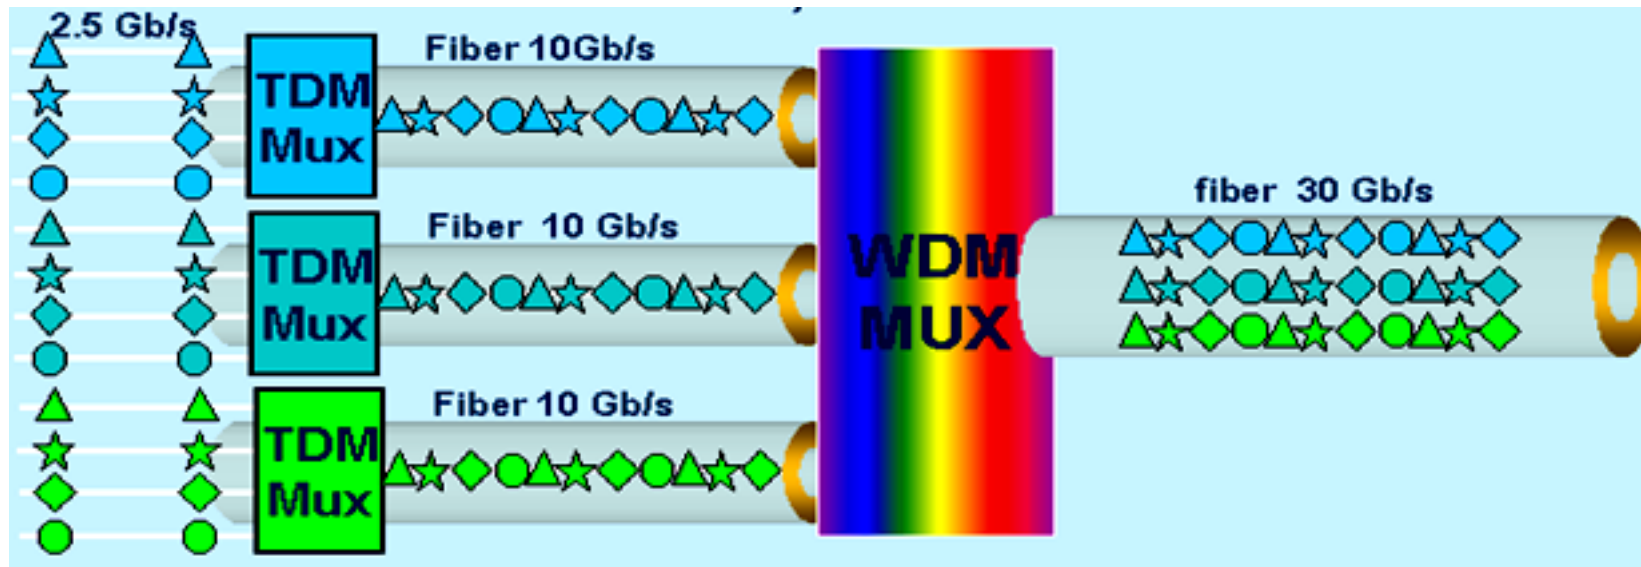 2.5 Gb/s
Fiber 10Gb/s
TDM
Mux
Fiber 10 Gb/s
TDM
Mux
Fiber 10 Gb/s
TDM
Mux
WDM
MUX
fiber 30 Gb/s